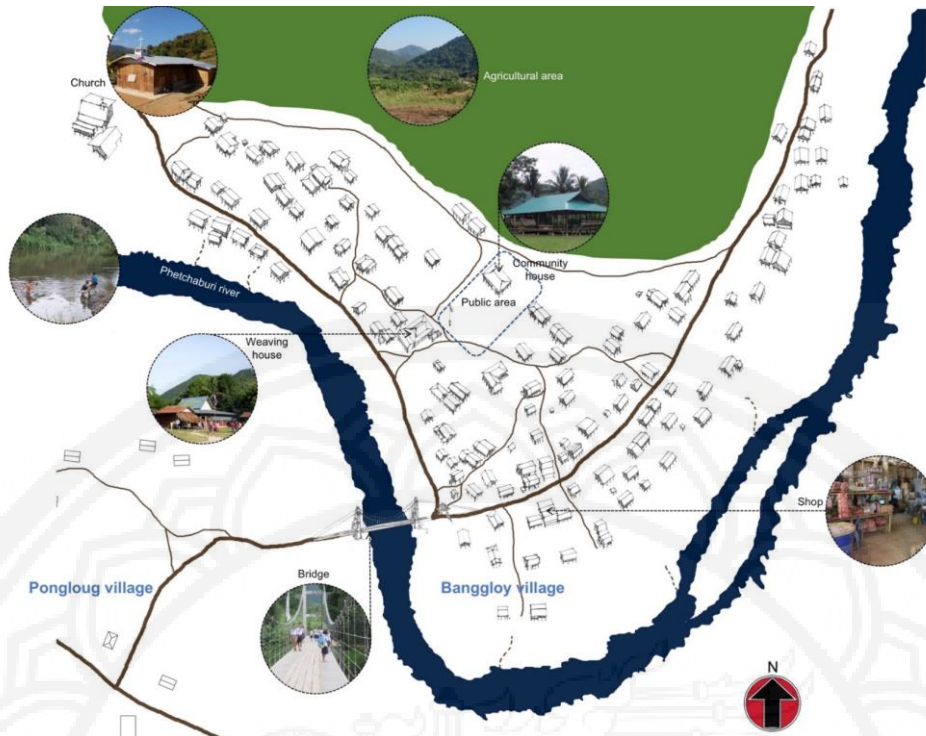 Church
Agricultural area
Community
house
Public area
Phetchaburi river
Weaving
house
Shop
Pongloug village
Bridge
Banggloy village
N